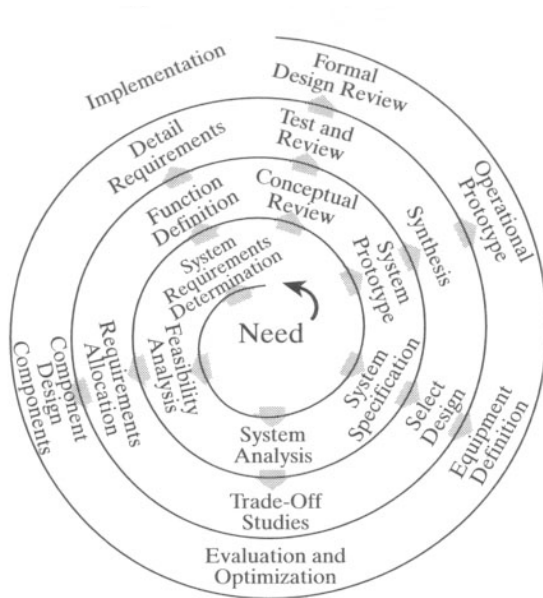 Need
System
Requirements
Determination
Feasibility
Analysis
System
Analysis
System
Specification
System
Prototype
Conceptual
Review
Function
Definition
Requirements
Allocation
Trade-Off
Studies
Select
Design
Synthesis
Test and
Review
Detail
Requirements
Component
Design
Components
Evaluation and
Optimization
Equipment
Definition
Operational
Prototype
Formal
Design Review
Implementation